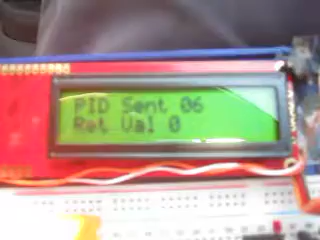 PID Sent 06
Ret Val 0